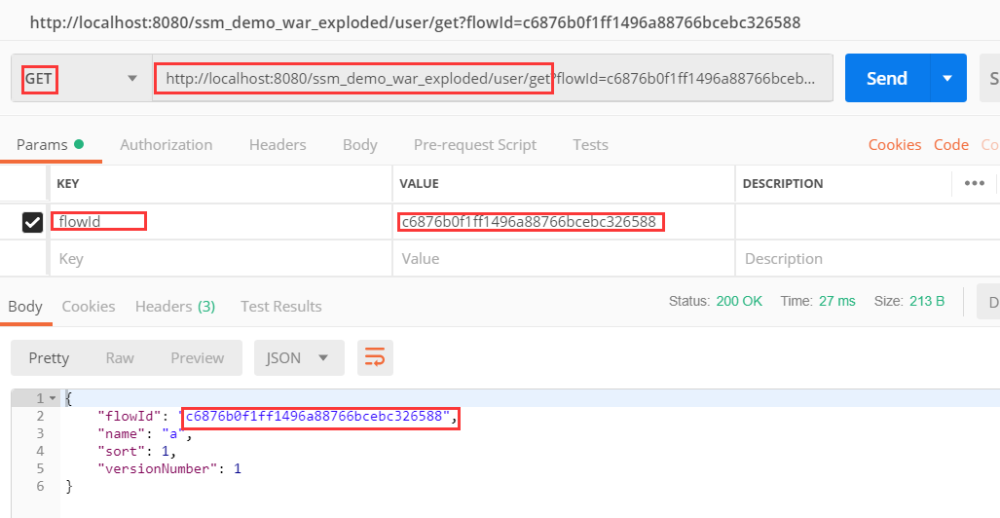 http://localhost:8080/ssm_demo_war_exploded/user/get?flowId=c6876b0f1ff1496a88766bcebc326588
GET http://localhost:8080/ssm_demo_war_exploded/user/get?flowId=c6876b0f1ff1496a88766bceb... Send S
Params Authorization Headers Body Pre-request Script Tests Cookies Code Co
KEY VALUE DESCRIPTION •••
flowId c6876b0f1ff1496a88766bcebc326588
Key Value Description
Body Cookies Headers (3) Test Results Status: 200 OK Time: 27 ms Size: 213 B D
Pretty Raw Preview JSON
1 {
2 "flowId": "c6876b0f1ff1496a88766bcebc326588",
3 "name": "a",
4 "sort": 1,
5 "versionNumber": 1
6 }